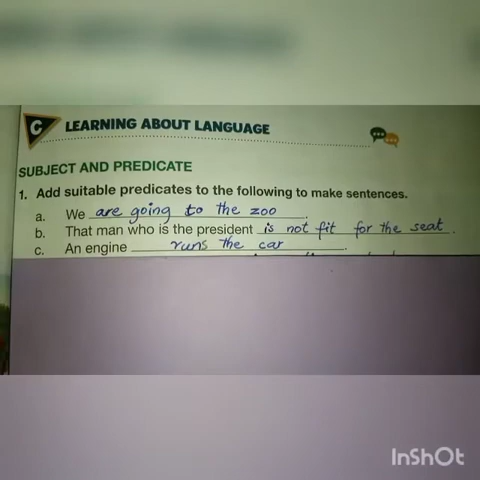 C LEARNING ABOUT LANGUAGE
SUBJECT AND PREDICATE
1. Add suitable predicates to the following to make sentences.
a. We are going to the zoo.
b. That man who is the president is not fit for the seat.
c. An engine runs the car.
InShOt